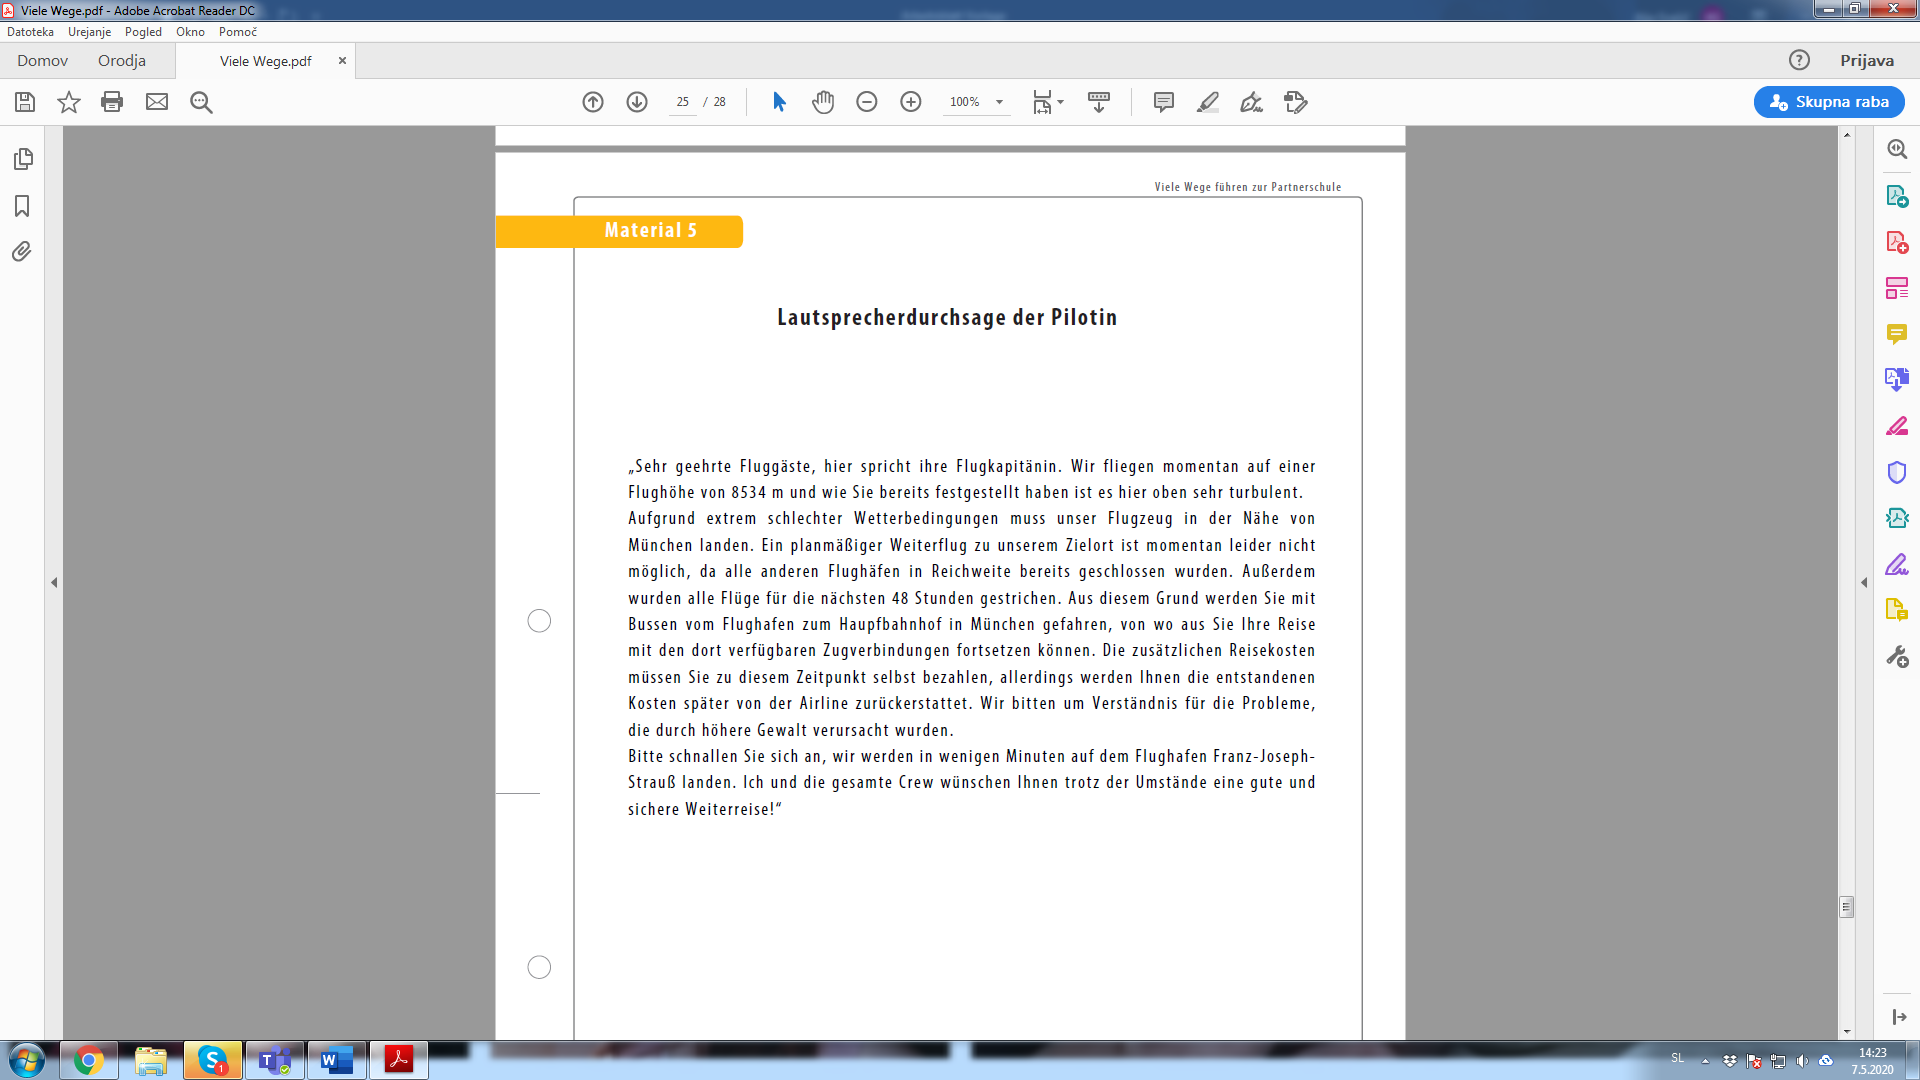 Viele Wege.pdf - Adobe Acrobat Reader DC
Datoteka Urejanje Pogled Okno Pomoč
Domov Orodja Viele Wege.pdf × ? Prijava
25 / 28 100% Skupna raba
Viele Wege führen zur Partnerschule
Material 5
Lautsprecherdurchsage der Pilotin
„Sehr geehrte Fluggäste, hier spricht ihre Flugkapitänin. Wir fliegen momentan auf einer
Flughöhe von 8534 m und wie Sie bereits festgestellt haben ist es hier oben sehr turbulent.
Aufgrund extrem schlechter Wetterbedingungen muss unser Flugzeug in der Nähe von
München landen. Ein planmäßiger Weiterflug zu unserem Zielort ist momentan leider nicht
möglich, da alle anderen Flughäfen in Reichweite bereits geschlossen wurden. Außerdem
wurden alle Flüge für die nächsten 48 Stunden gestrichen. Aus diesem Grund werden Sie mit
Bussen vom Flughafen zum Haupfbahnhof in München gefahren, von wo aus Sie Ihre Reise
mit den dort verfügbaren Zugverbindungen fortsetzen können. Die zusätzlichen Reisekosten
müssen Sie zu diesem Zeitpunkt selbst bezahlen, allerdings werden Ihnen die entstandenen
Kosten später von der Airline zurückerstattet. Wir bitten um Verständnis für die Probleme,
die durch höhere Gewalt verursacht wurden.
Bitte schnallen Sie sich an, wir werden in wenigen Minuten auf dem Flughafen Franz-Joseph-
Strauß landen. Ich und die gesamte Crew wünschen Ihnen trotz der Umstände eine gute und
sichere Weiterreise!“
SL 14:23
7.5.2020